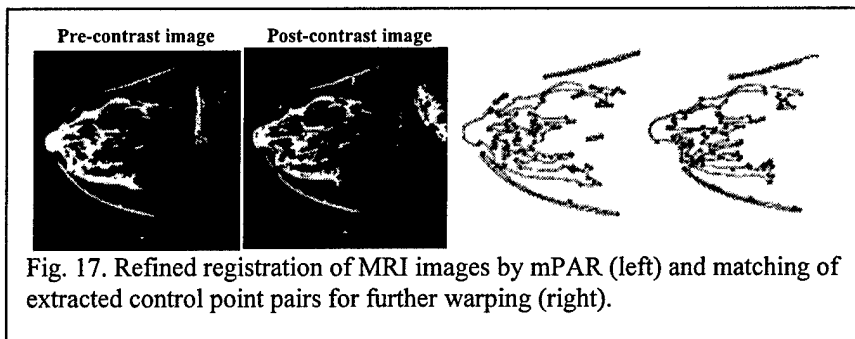 Pre-contrast image Post-contrast image
Fig. 17. Refined registration of MRI images by mPAR (left) and matching of
extracted control point pairs for further warping (right).